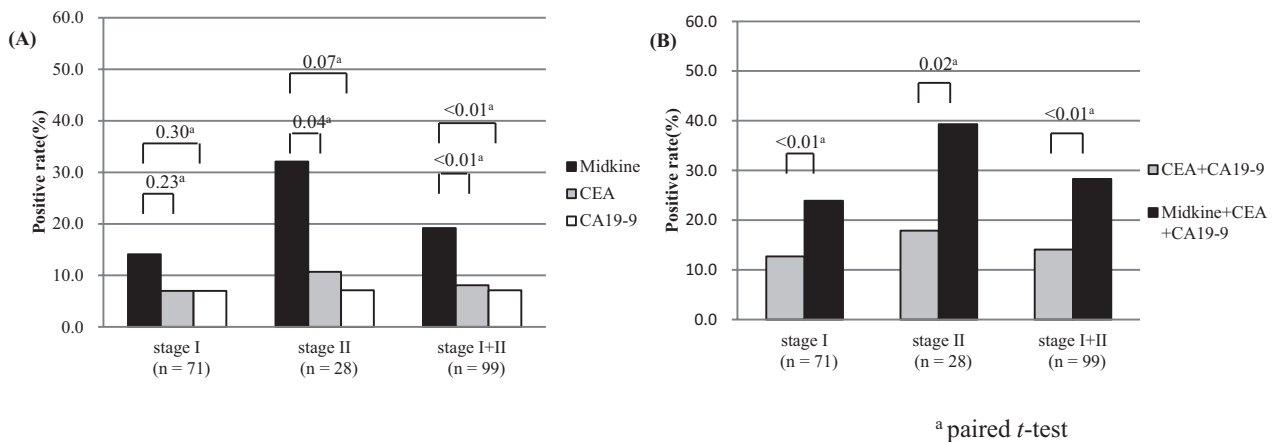 (A)
Positive rate(%)
60.0
50.0
40.0
30.0
20.0
10.0
0.0
0.30ᵃ
0.23ᵃ
0.07ᵃ
0.04ᵃ
<0.01ᵃ
<0.01ᵃ
Midkine
CEA
CA19-9
stage I
(n = 71)
stage II
(n = 28)
stage I+II
(n = 99)
(B)
Positive rate(%)
60.0
50.0
40.0
30.0
20.0
10.0
0.0
<0.01ᵃ
0.02ᵃ
<0.01ᵃ
CEA+CA19-9
Midkine+CEA
+CA19-9
stage I
(n = 71)
stage II
(n = 28)
stage I+II
(n = 99)
ᵃ paired t-test